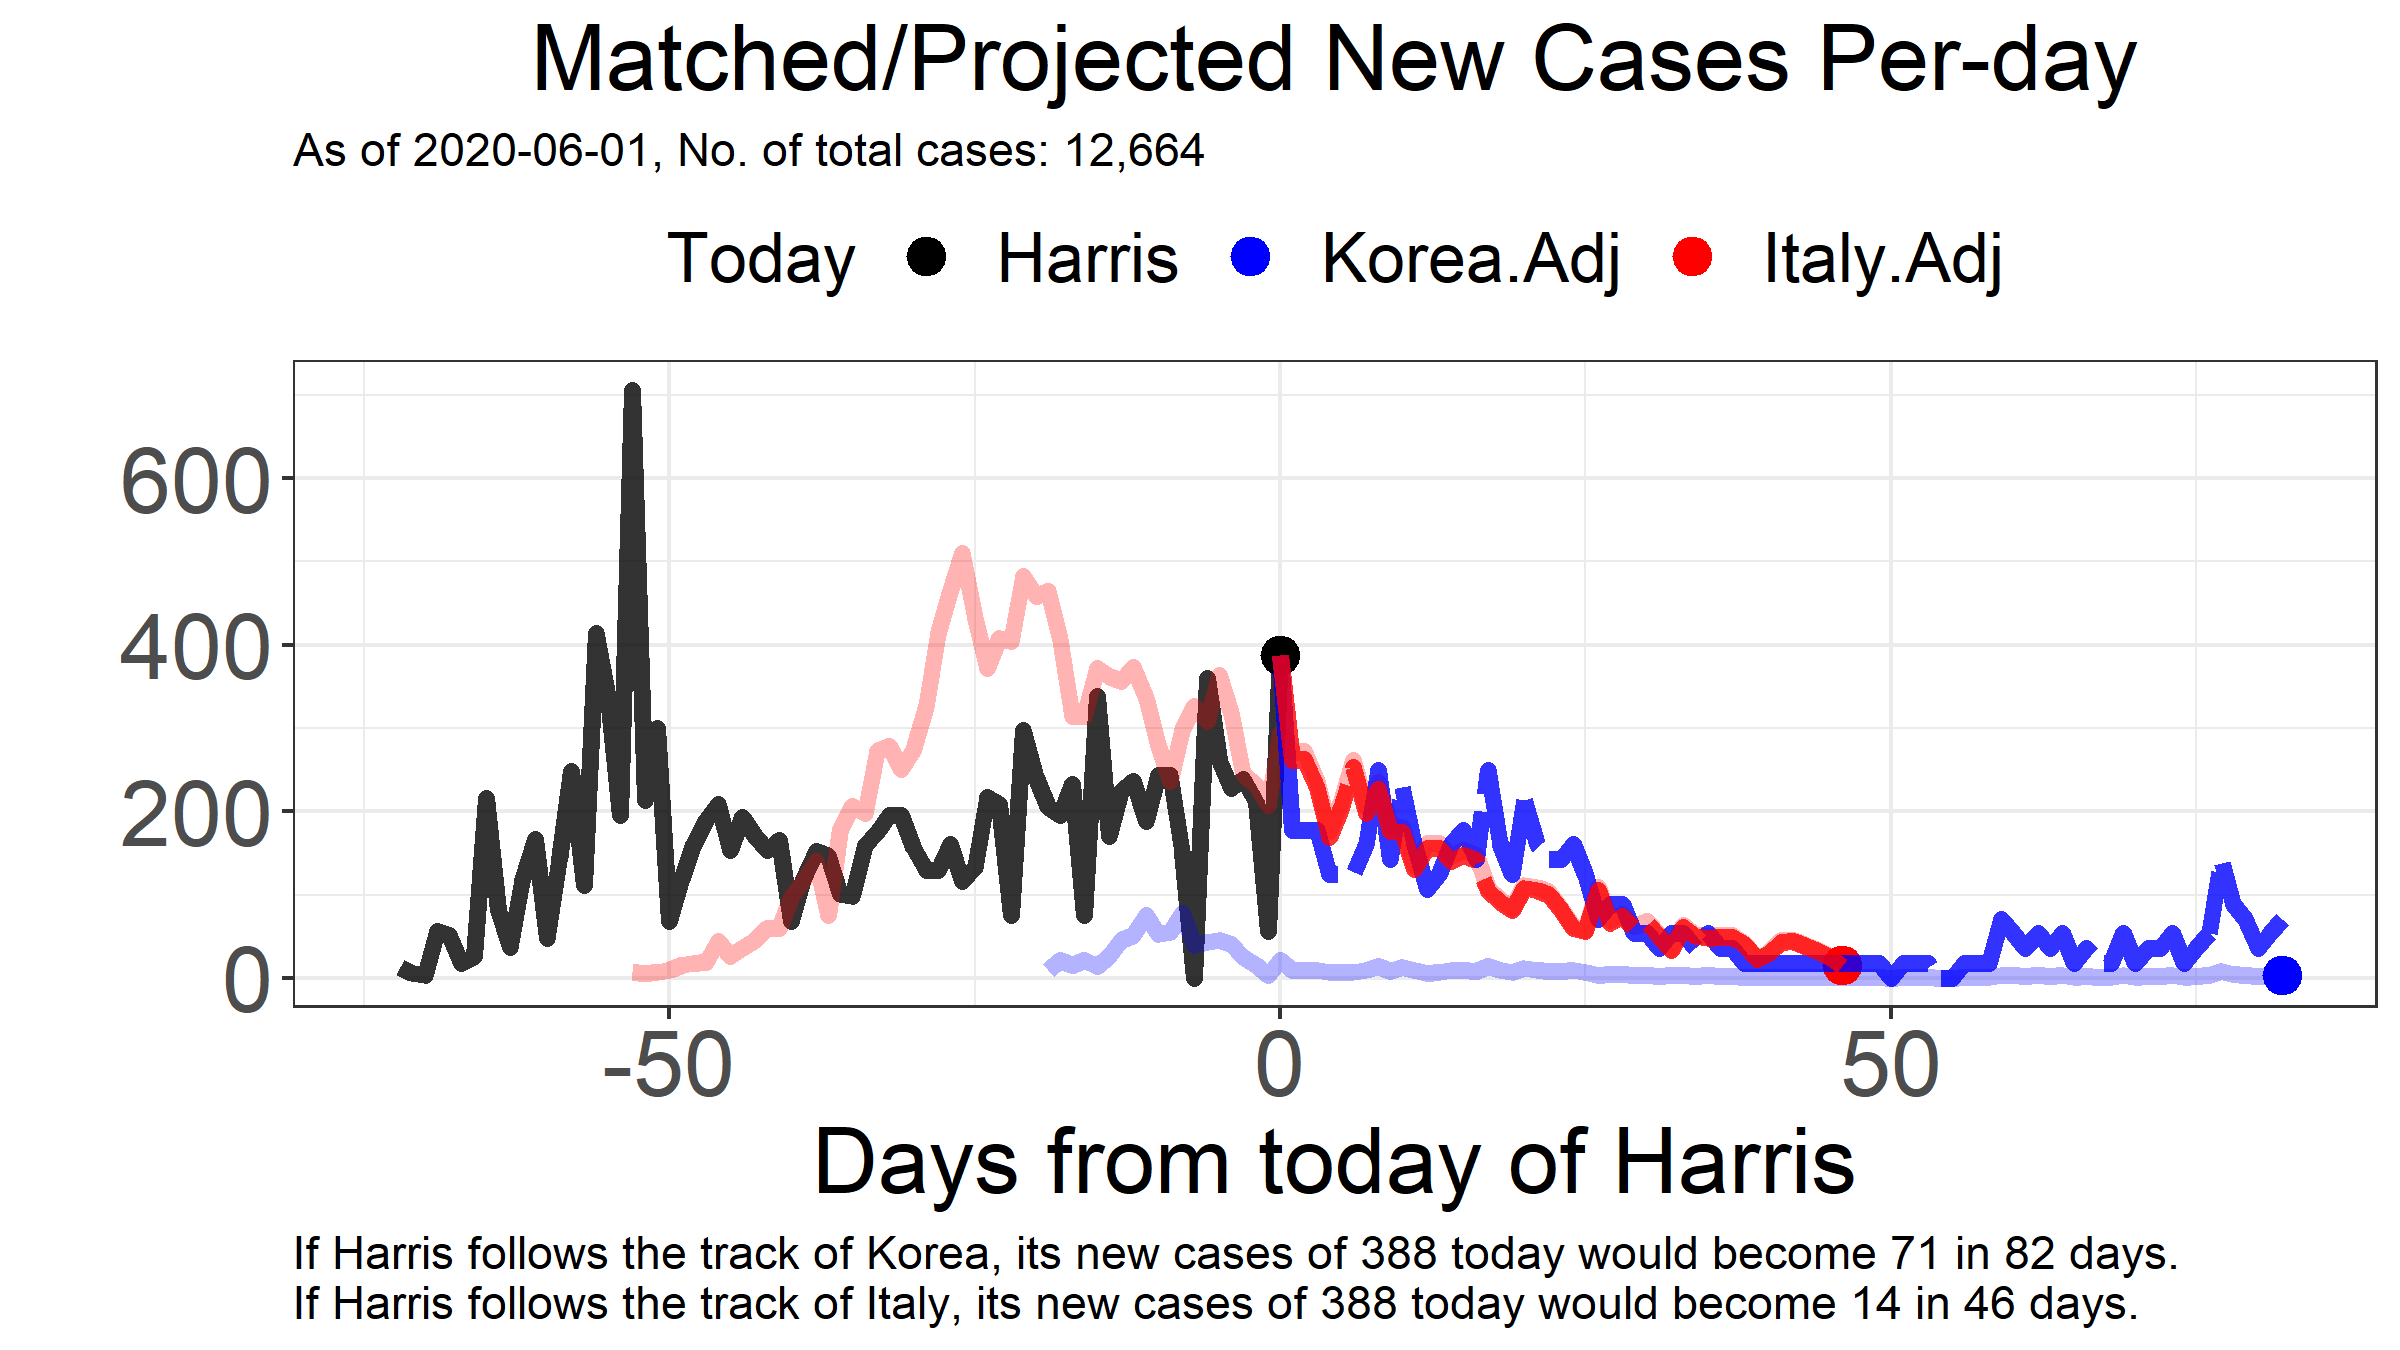 Matched/Projected New Cases Per-day
As of 2020-06-01, No. of total cases: 12,664
Today Harris Korea.Adj Italy.Adj
600
400
200
0
-50 0 50
Days from today of Harris
If Harris follows the track of Korea, its new cases of 388 today would become 71 in 82 days.
If Harris follows the track of Italy, its new cases of 388 today would become 14 in 46 days.